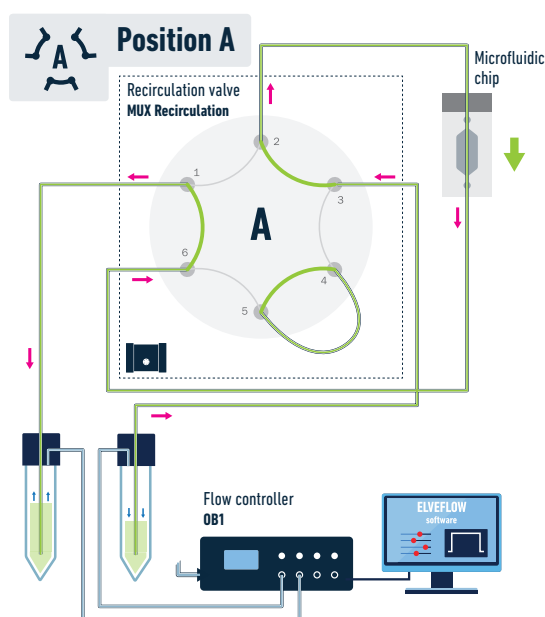 A
Position A
Recirculation valve
MUX Recirculation
Microfluidic
chip
2
1
3
A
6
4
5
Flow controller
OB1
ELVEFLOW
software